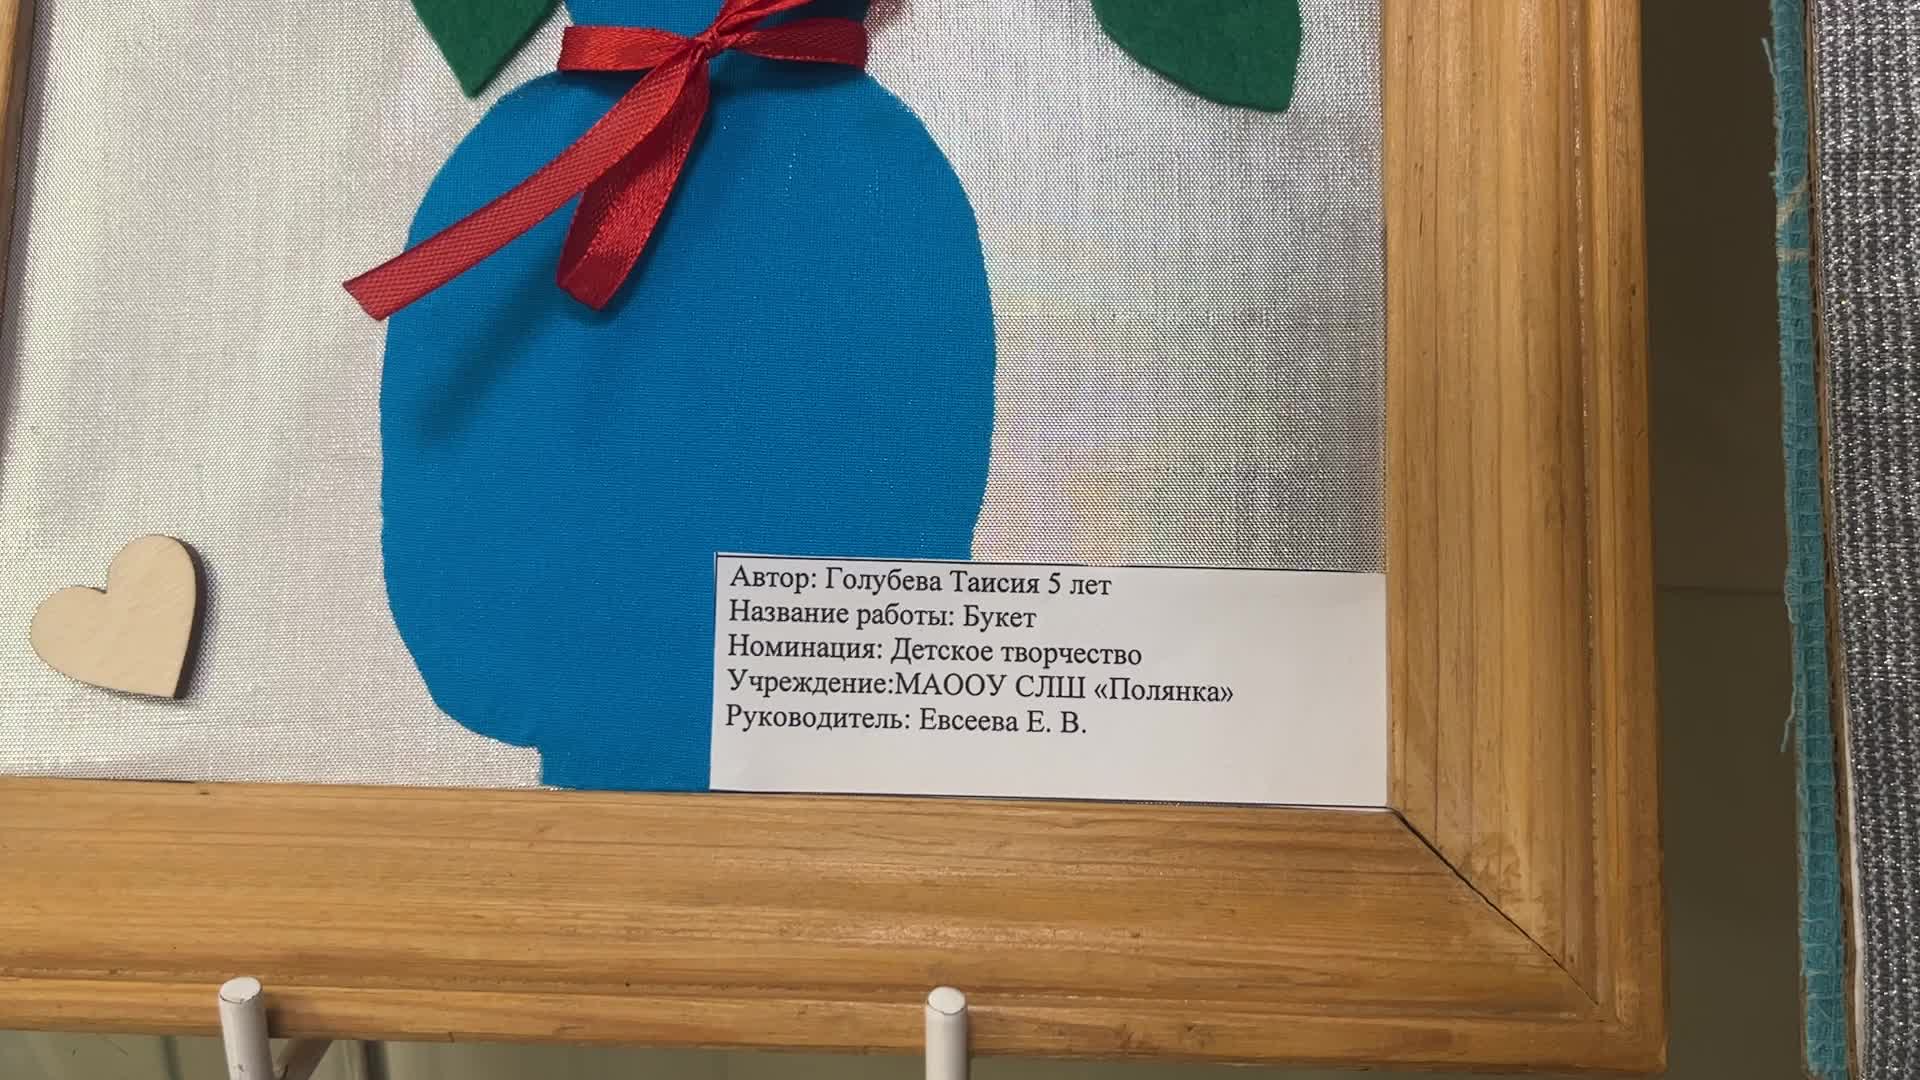 Автор: Голубева Таисия 5 лет
Название работы: Букет
Номинация: Детское творчество
Учреждение:МАООУ СЛШ «Полянка»
Руководитель: Евсеева Е. В.